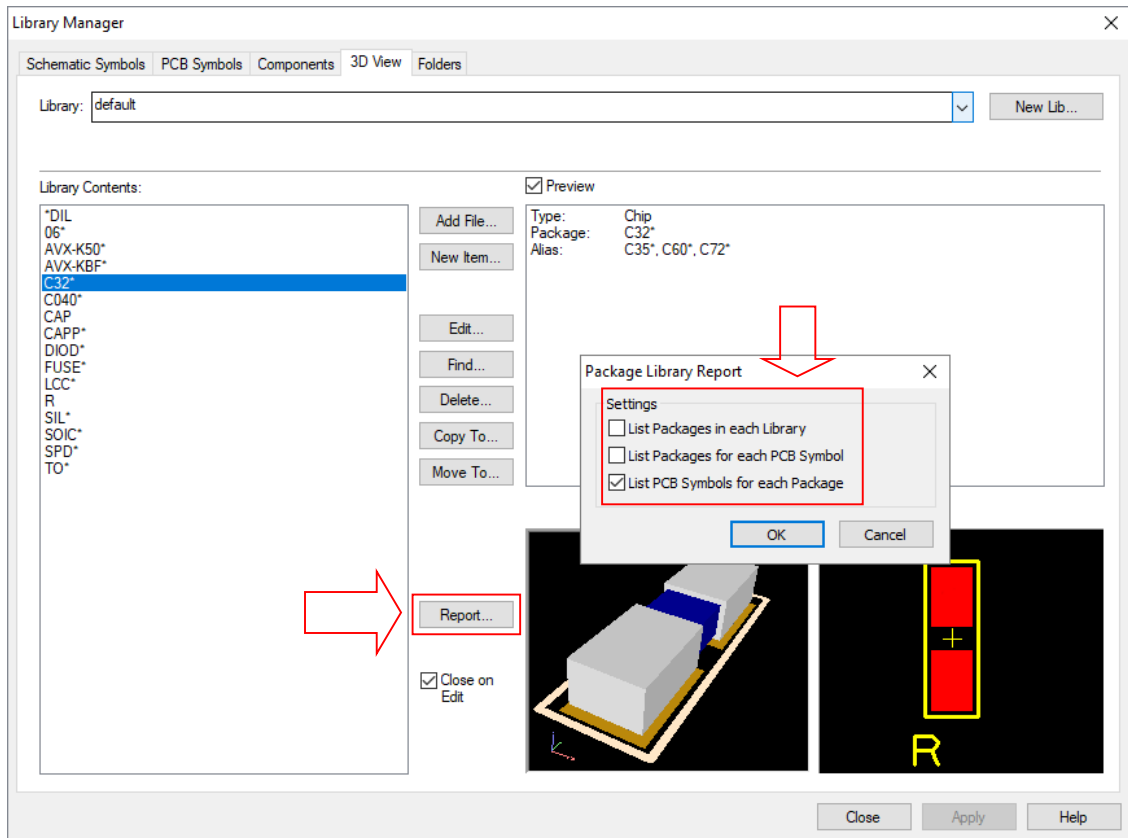 Library Manager
Schematic Symbols PCB Symbols Components 3D View Folders
Library: default New Lib...
Library Contents:
Preview
*DIL
06*
AVX-K50*
AVX-KBF*
C32*
C040*
CAP
CAPP*
DIOD*
FUSE*
LCC*
R
SIL*
SOIC*
SPD*
TO*
Add File...
New Item...
Edit...
Find...
Delete...
Copy To...
Move To...
Report...
Close on
Edit
Type: Chip
Package: C32*
Alias: C35*, C60*, C72*
Package Library Report
Settings
List Packages in each Library
List Packages for each PCB Symbol
List PCB Symbols for each Package
OK Cancel
R
Close Apply Help